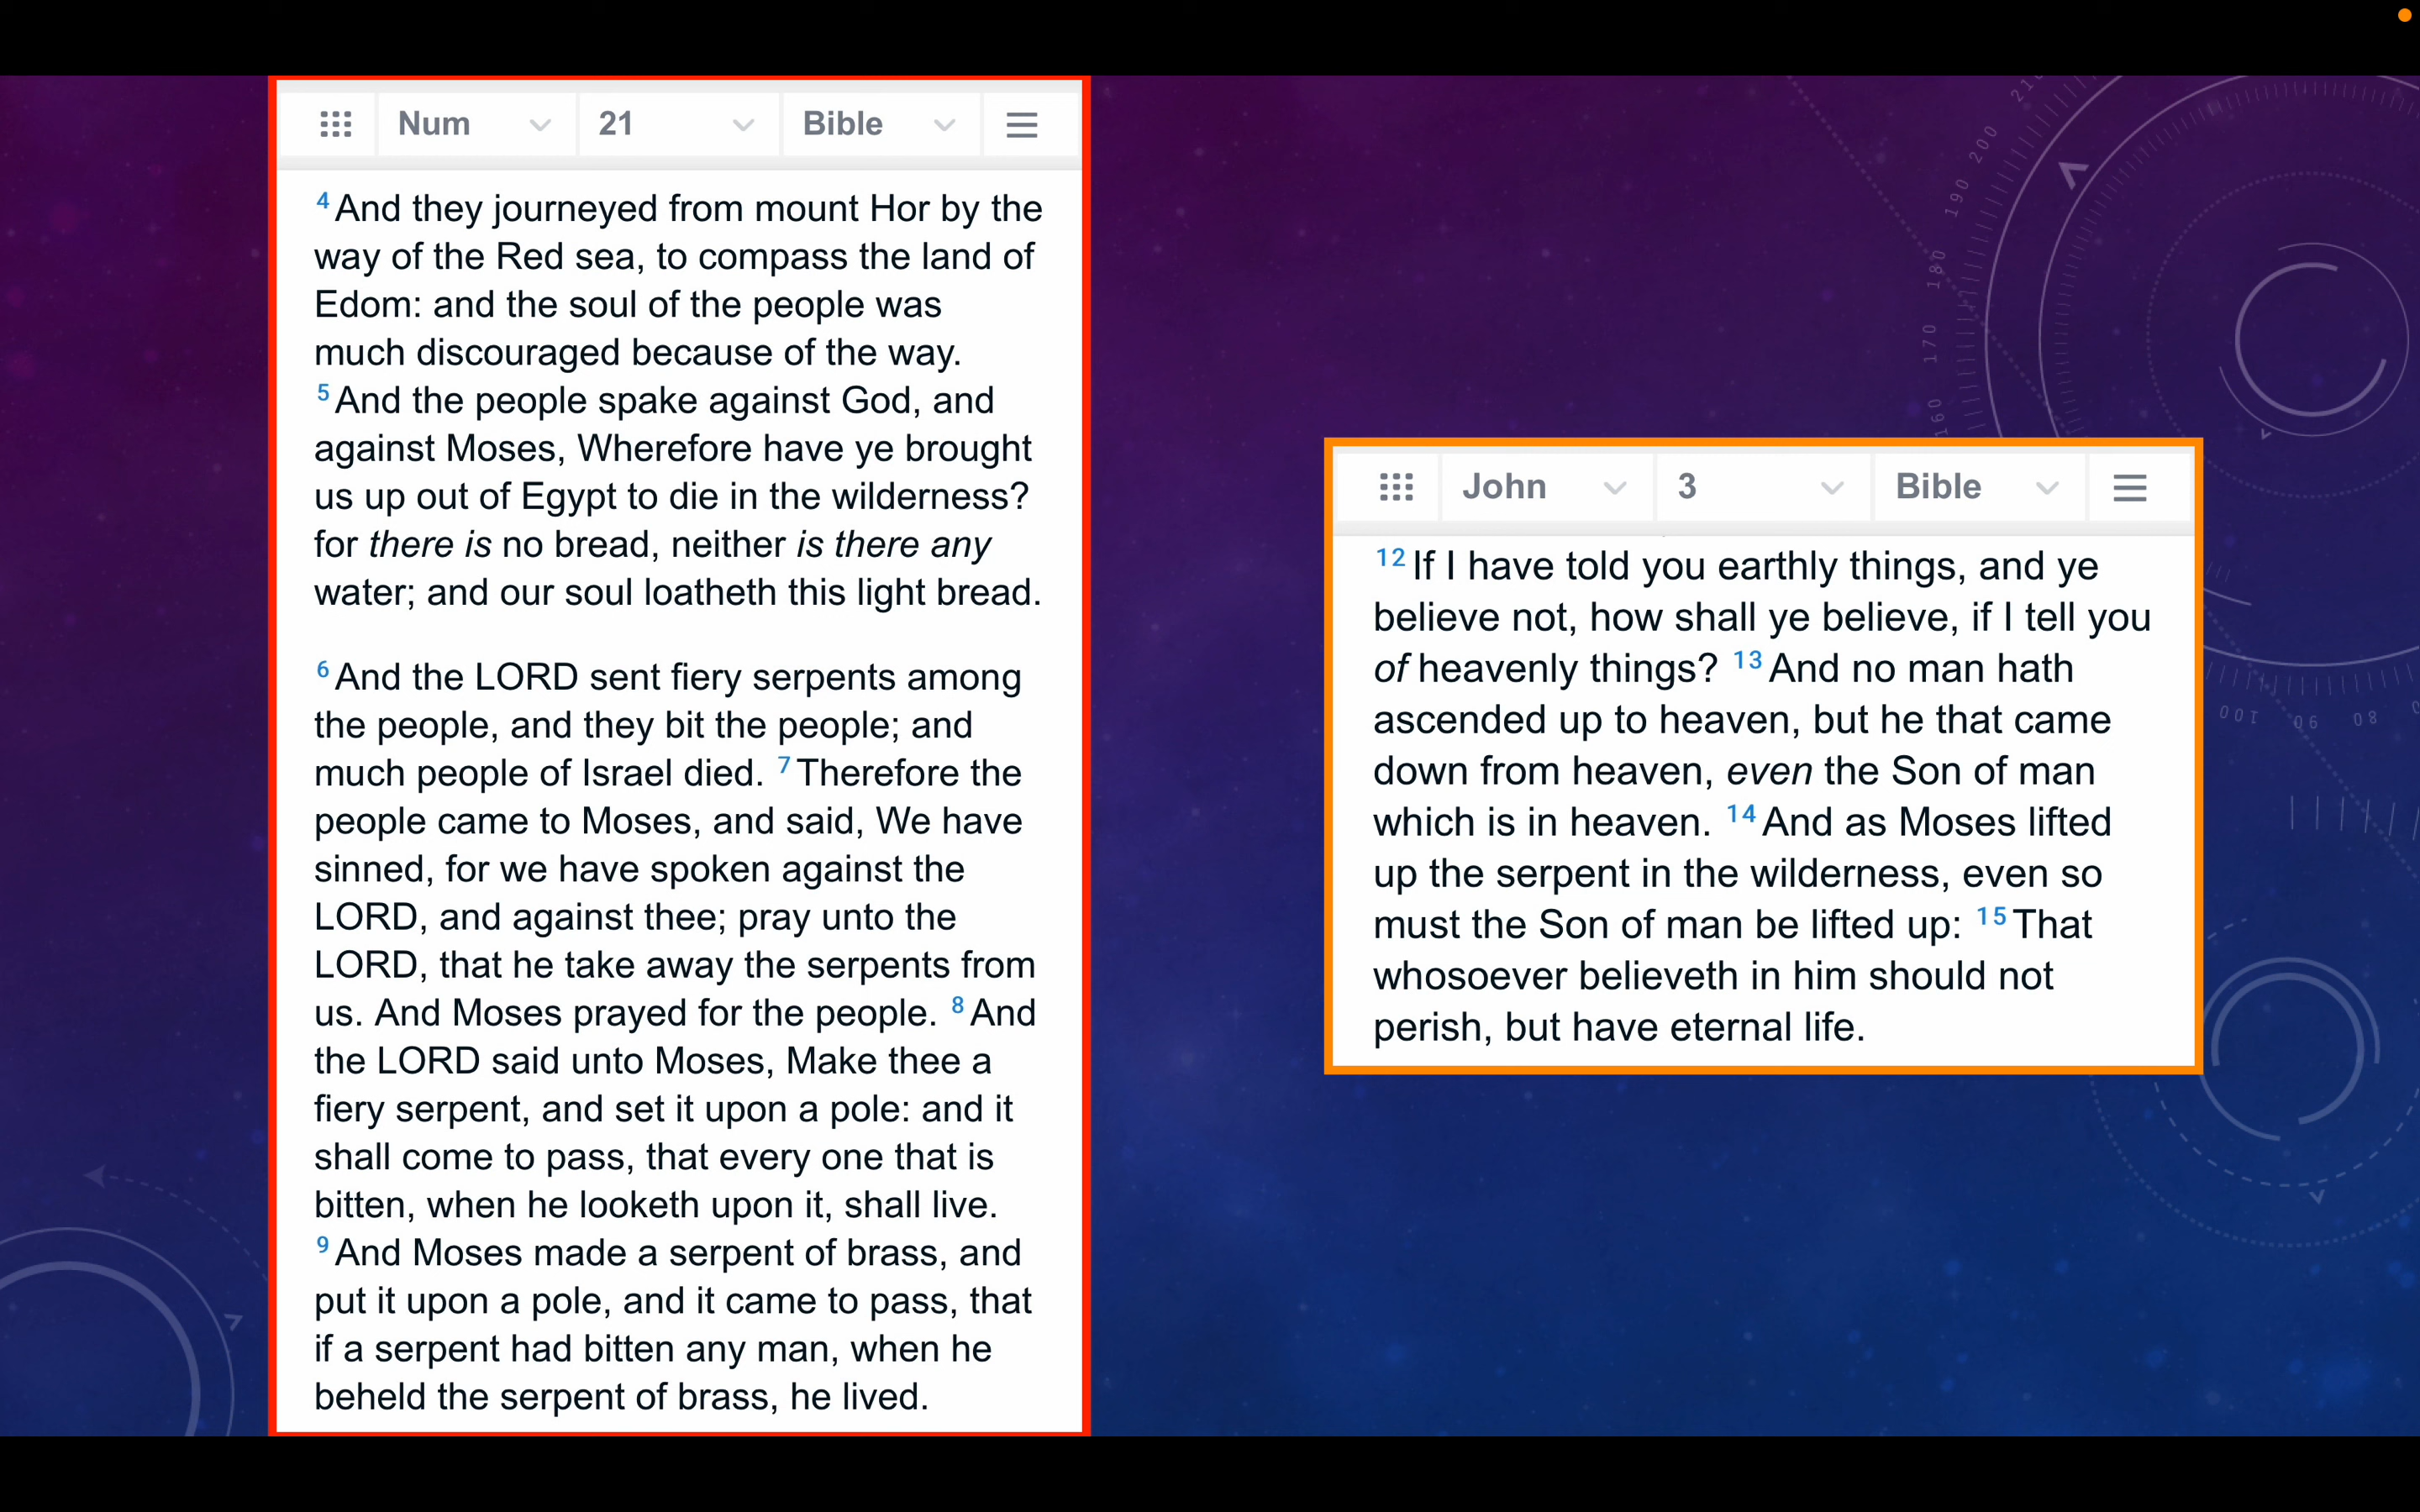 Num 21 Bible
4 And they journeyed from mount Hor by the
way of the Red sea, to compass the land of
Edom: and the soul of the people was
much discouraged because of the way.
5 And the people spake against God, and
against Moses, Wherefore have ye brought
us up out of Egypt to die in the wilderness?
for there is no bread, neither is there any
water; and our soul loatheth this light bread.
6 And the LORD sent fiery serpents among
the people, and they bit the people; and
much people of Israel died. 7 Therefore the
people came to Moses, and said, We have
sinned, for we have spoken against the
LORD, and against thee; pray unto the
LORD, that he take away the serpents from
us. And Moses prayed for the people. 8 And
the LORD said unto Moses, Make thee a
fiery serpent, and set it upon a pole: and it
shall come to pass, that every one that is
bitten, when he looketh upon it, shall live.
9 And Moses made a serpent of brass, and
put it upon a pole, and it came to pass, that
if a serpent had bitten any man, when he
beheld the serpent of brass, he lived.
John 3 Bible
12 If I have told you earthly things, and ye
believe not, how shall ye believe, if I tell you
of heavenly things? 13 And no man hath
ascended up to heaven, but he that came
down from heaven, even the Son of man
which is in heaven. 14 And as Moses lifted
up the serpent in the wilderness, even so
must the Son of man be lifted up: 15 That
whosoever believeth in him should not
perish, but have eternal life.
160 170 180 190 200
100 90 80